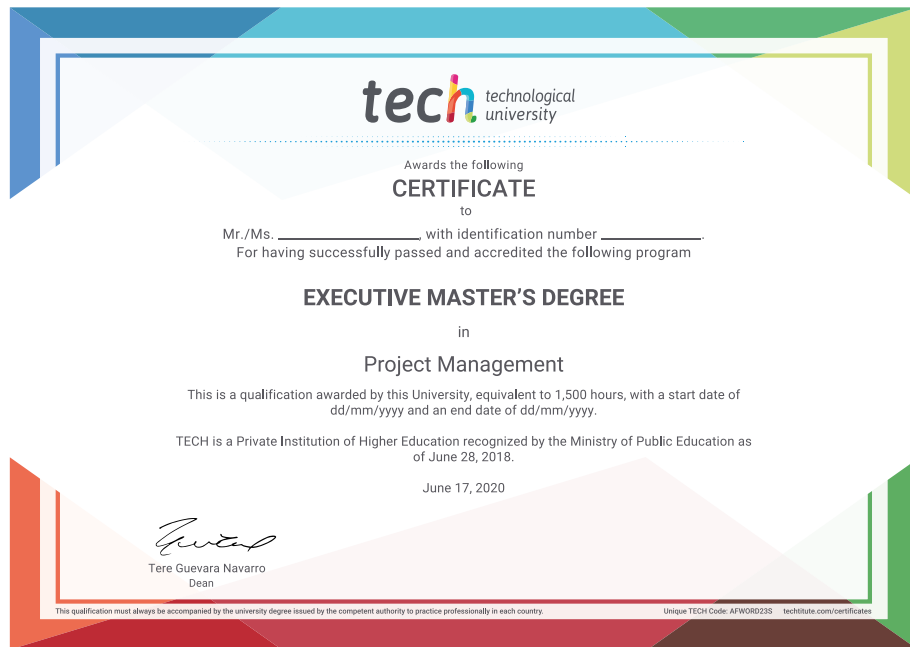 tech technological
university
Awards the following
CERTIFICATE
to
Mr./Ms. ____________________, with identification number ______________.
For having successfully passed and accredited the following program
EXECUTIVE MASTER'S DEGREE
in
Project Management
This is a qualification awarded by this University, equivalent to 1,500 hours, with a start date of
dd/mm/yyyy and an end date of dd/mm/yyyy.
TECH is a Private Institution of Higher Education recognized by the Ministry of Public Education as
of June 28, 2018.
June 17, 2020
Tere Guevara Navarro
Dean
This qualification must always be accompanied by the university degree issued by the competent authority to practice professionally in each country. Unique TECH Code: AFWORD23S techtitute.com/certificates